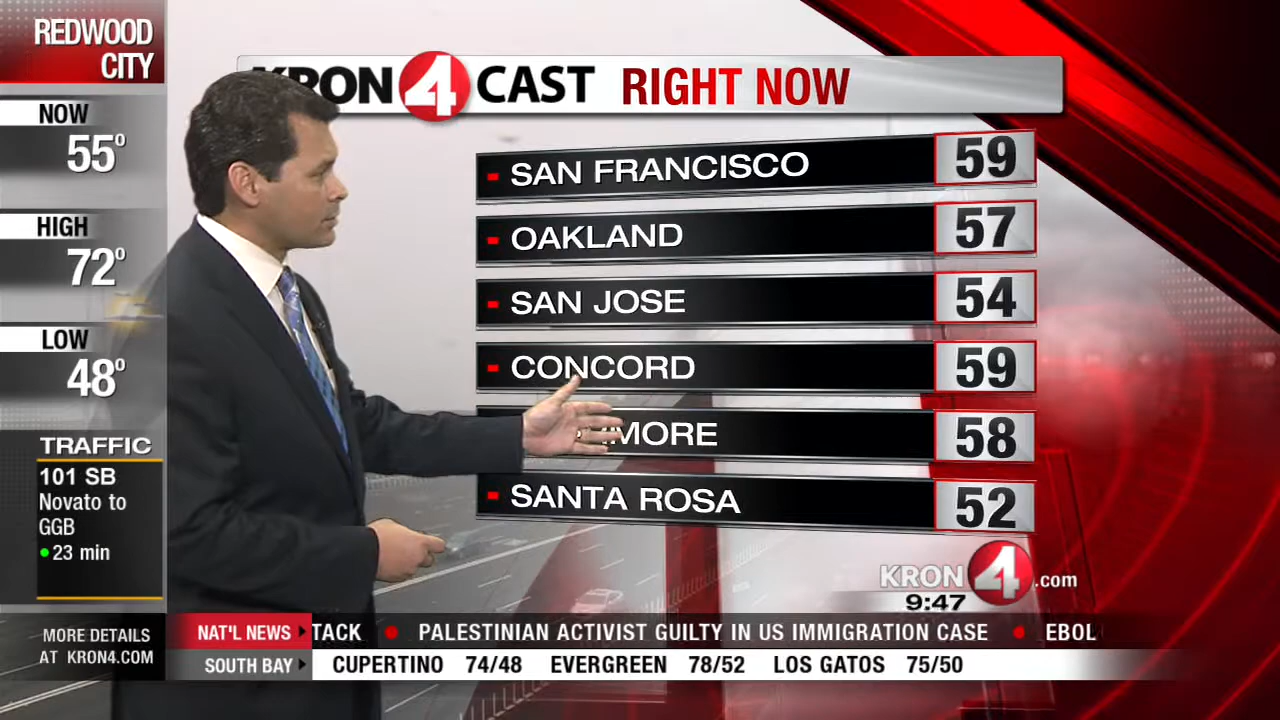 REDWOOD
CITY
NOW
55°
HIGH
72°
LOW
48°
TRAFFIC
101 SB
Novato to
GGB
23 min
MORE DETAILS
AT KRON4.COM
KRON 4 CAST RIGHT NOW
SAN FRANCISCO 59
OAKLAND 57
SAN JOSE 54
CONCORD 59
MORE 58
SANTA ROSA 52
KRON 4 .com
9:47
NAT'L NEWS TACK • PALESTINIAN ACTIVIST GUILTY IN US IMMIGRATION CASE • EBOL
SOUTH BAY CUPERTINO 74/48 EVERGREEN 78/52 LOS GATOS 75/50